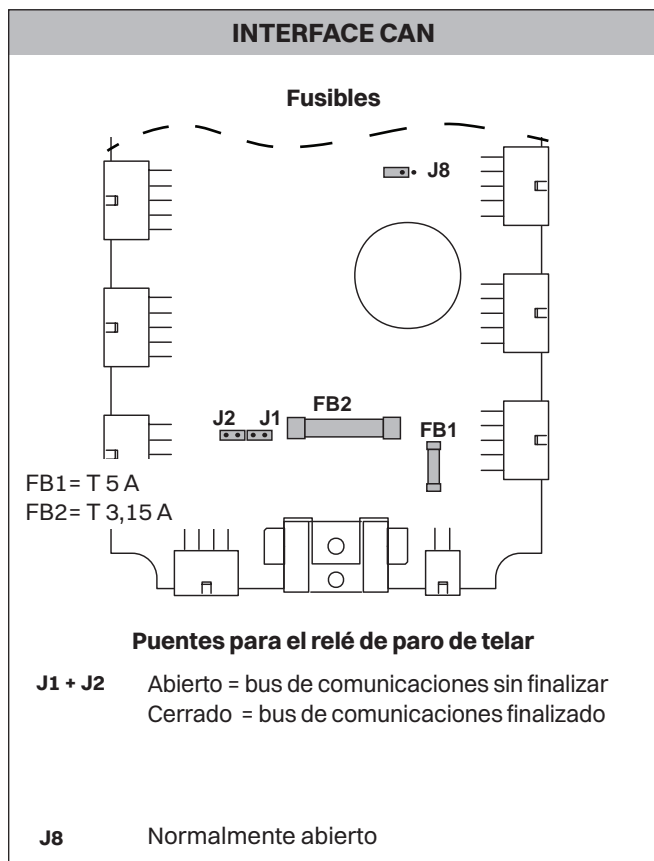 INTERFACE CAN
Fusibles
J8
J2 J1 FB2
FB1
FB1= T 5 A
FB2= T 3,15 A
Puentes para el relé de paro de telar
J1 + J2 Abierto = bus de comunicaciones sin finalizar
Cerrado = bus de comunicaciones finalizado
J8 Normalmente abierto